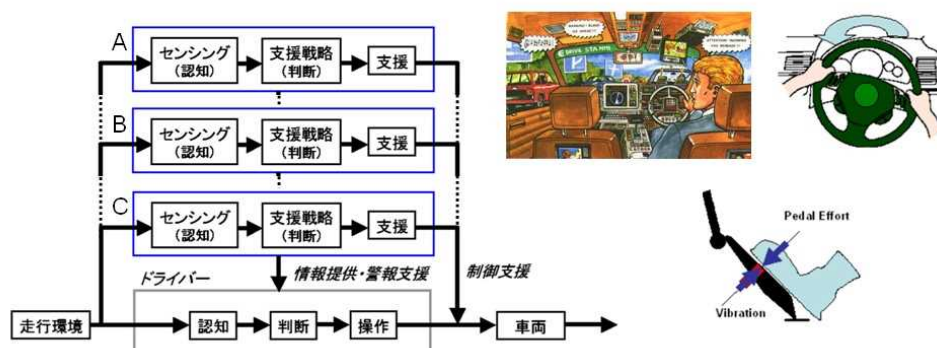 A
センシング
(認知)
支援戦略
(判断)
支援
B
センシング
(認知)
支援戦略
(判断)
支援
C
センシング
(認知)
支援戦略
(判断)
支援
情報提供・警報支援
制御支援
ドライバー
走行環境
認知
判断
操作
車両
Pedal Effort
Vibration